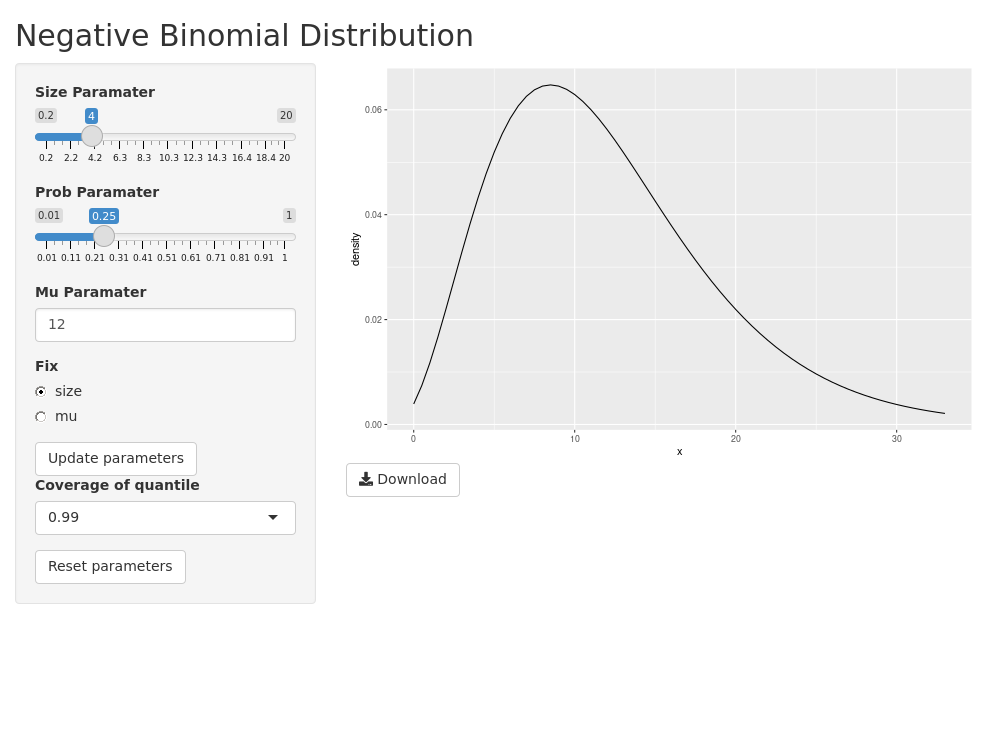 Negative Binomial Distribution
Size Paramater
0.2 4 20
0.2 2.2 4.2 6.3 8.3 10.3 12.3 14.3 16.4 18.4 20
Prob Paramater
0.01 0.25 1
0.01 0.11 0.21 0.31 0.41 0.51 0.61 0.71 0.81 0.91 1
Mu Paramater
12
Fix
size
mu
Update parameters
Coverage of quantile
0.99
Reset parameters
density
0.06
0.04
0.02
0.00
0 10 20 30
x
Download